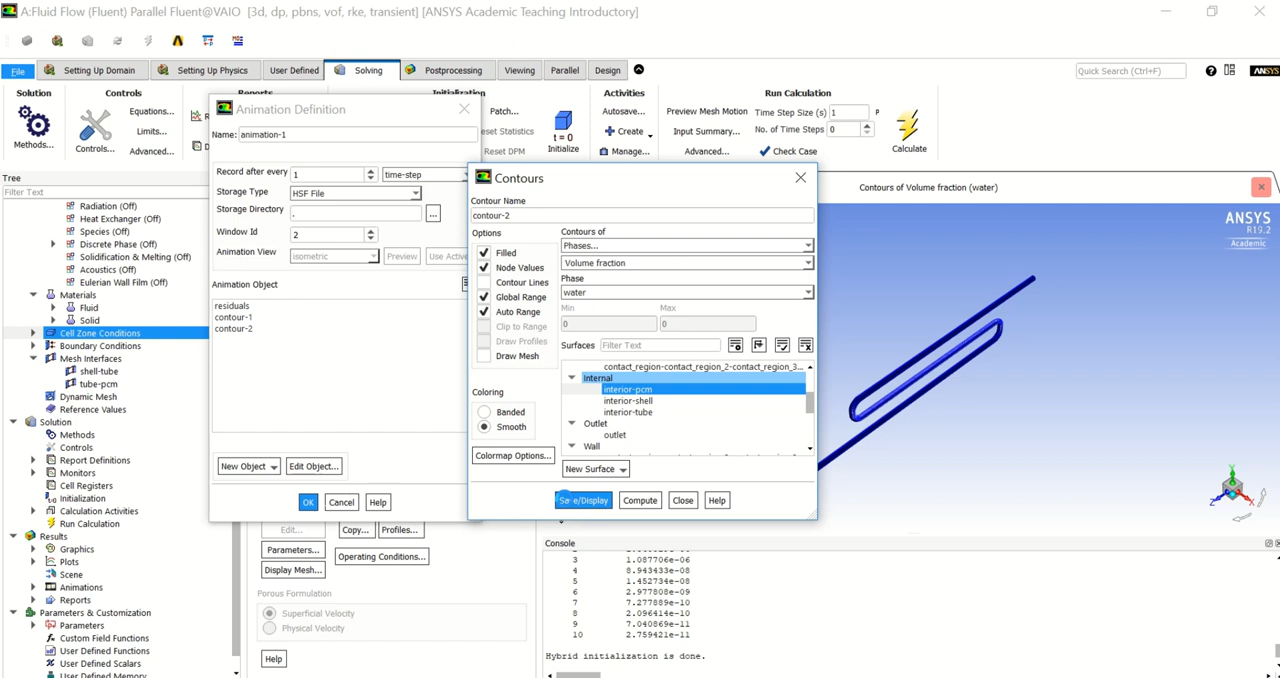 A:Fluid Flow (Fluent) Parallel Fluent@VAIO [3d, dp, pbns, vof, rke, transient] [ANSYS Academic Teaching Introductory]
File
Setting Up Domain
Setting Up Physics
User Defined
Solving
Postprocessing
Viewing
Parallel
Design
Quick Search (Ctrl+F)
ANSYS
Solution
Controls
Reports
Initialization
Activities
Run Calculation
Methods...
Controls...
Equations...
Limits...
Advanced...
Patch...
eset Statistics
eset DPM
t = 0
Initialize
Autosave...
Create
Manage...
Preview Mesh Motion
Input Summary...
Advanced...
Time Step Size (s) 1
No. of Time Steps 0
Check Case
Calculate
Tree
Filter Text
Radiation (Off)
Heat Exchanger (Off)
Species (Off)
Discrete Phase (Off)
Solidification & Melting (Off)
Acoustics (Off)
Eulerian Wall Film (Off)
Materials
Fluid
Solid
Cell Zone Conditions
Boundary Conditions
Mesh Interfaces
shell-tube
tube-pcm
Dynamic Mesh
Reference Values
Solution
Methods
Controls
Report Definitions
Monitors
Cell Registers
Initialization
Calculation Activities
Run Calculation
Results
Graphics
Plots
Scene
Animations
Reports
Parameters & Customization
Parameters
Custom Field Functions
User Defined Functions
User Defined Scalars
User Defined Memory
Animation Definition
Name: animation-1
Record after every 1 time-step
Storage Type HSF File
Storage Directory .
...
Window Id 2
Animation View isometric Preview Use Active
Animation Object
residuals
contour-1
contour-2
New Object Edit Object...
OK Cancel Help
Edit... Copy... Profiles...
Parameters... Operating Conditions...
Display Mesh...
Porous Formulation
Superficial Velocity
Physical Velocity
Help
Contours
Contour Name
contour-2
Options
Filled
Node Values
Contour Lines
Global Range
Auto Range
Clip to Range
Draw Profiles
Draw Mesh
Coloring
Banded
Smooth
Colormap Options...
Contours of
Phases...
Volume fraction
Phase
water
Min Max
0 0
Surfaces Filter Text
contact_region-contact_region_2-contact_region_3...
Internal
interior-pcm
interior-shell
interior-tube
Outlet
outlet
Wall
New Surface
Save/Display Compute Close Help
Contours of Volume fraction (water)
ANSYS
R19.2
Academic
Console
3 1.087706e-06
4 8.943433e-08
5 1.452734e-08
6 2.977809e-09
7 7.277889e-10
8 2.096414e-10
9 7.040869e-11
10 2.759421e-11
Hybrid initialization is done.